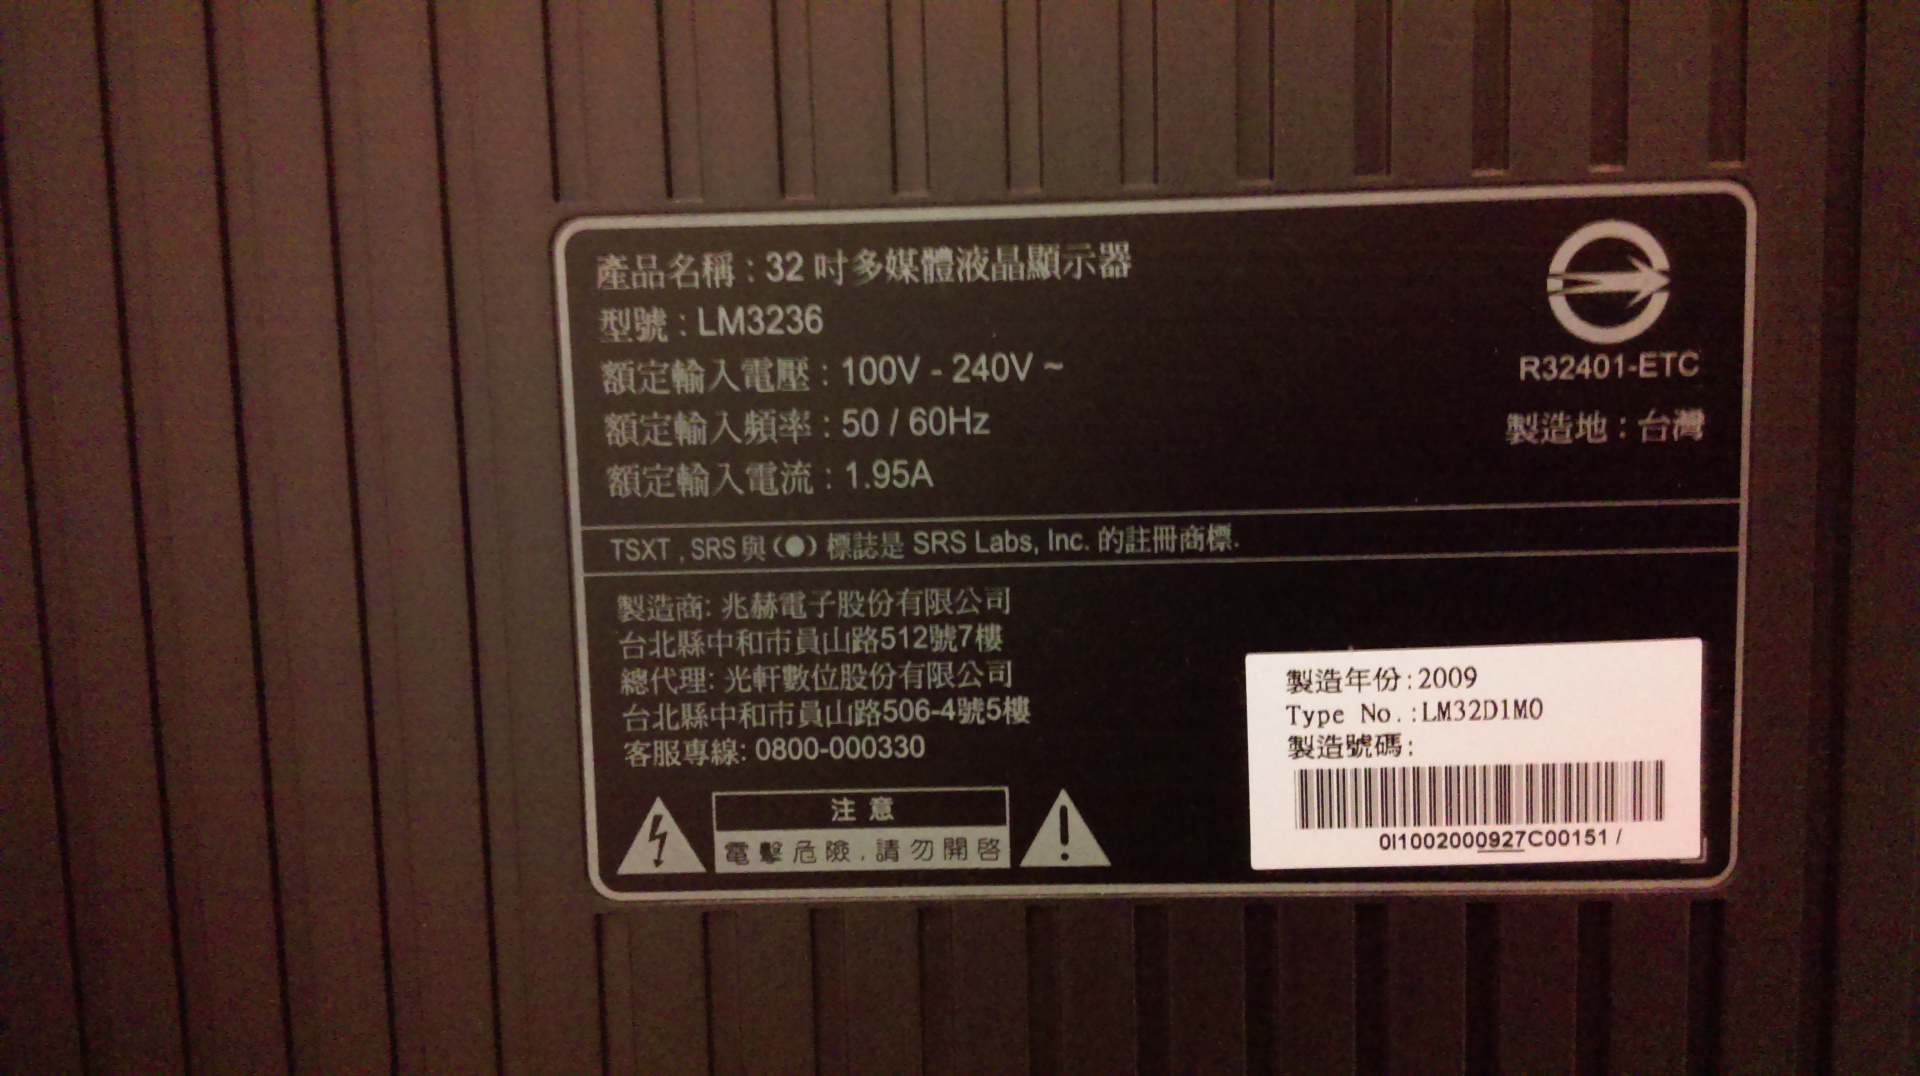 產品名稱 : 32 吋多媒體液晶顯示器
型號 : LM3236
額定輸入電壓 : 100V - 240V ~
額定輸入頻率 : 50 / 60Hz
額定輸入電流 : 1.95A
R32401-ETC
製造地 : 台灣
TSXT , SRS 與 (●) 標誌是 SRS Labs, Inc. 的註冊商標.
製造商: 兆赫電子股份有限公司
台北縣中和市員山路512號7樓
總代理: 光軒數位股份有限公司
台北縣中和市員山路506-4號5樓
客服專線: 0800-000330
注 意
電 擊 危 險 , 請 勿 開 啓
製造年份:2009
Type No.:LM32D1M0
製造號碼:
0I1002000927C00151 /